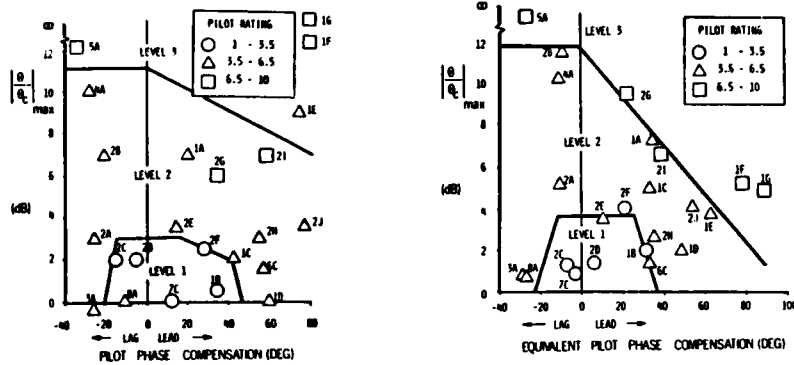 ∞
12
10
8
6
4
2
0
|θ/θc| max
(dB)
PILOT RATING
1 - 3.5
3.5 - 6.5
6.5 - 10
1G
1F
5A
LEVEL 3
4A
1E
2B
1A
2I
2G
LEVEL 2
2A
2E
2F
2H
2J
2C
2D
LEVEL 1
6C
1B
3A
8A
7C
1D
-40
-20
0
20
40
60
80
LAG LEAD
PILOT PHASE COMPENSATION (DEG)
∞
12
10
8
6
4
2
0
|θ/θc| max
(dB)
PILOT RATING
1 - 3.5
3.5 - 6.5
6.5 - 10
5A
LEVEL 3
2B
4A
2G
1A
2I
LEVEL 2
1F
1G
1C
2F
2E
2J
1E
LEVEL 1
2H
1B
1D
2C
2D
6C
3A
8A
7C
-40
-20
0
20
40
60
80
100
LAG LEAD
EQUIVALENT PILOT PHASE COMPENSATION (DEG)